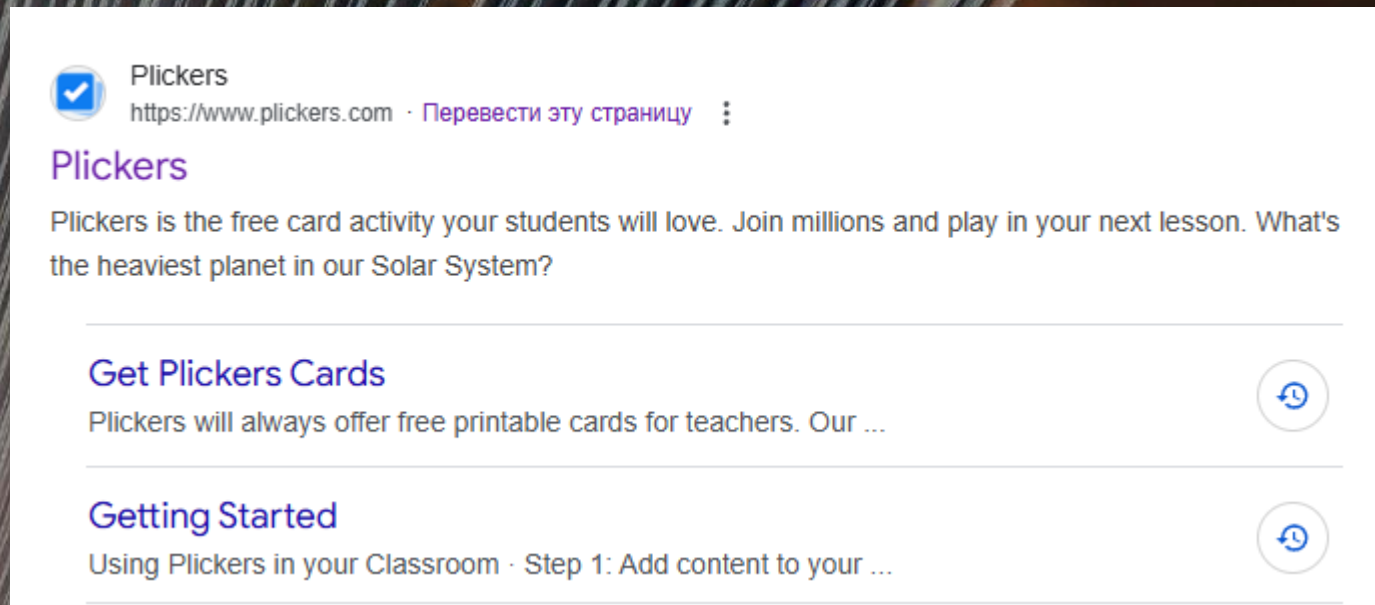 Plickers
https://www.plickers.com · Перевести эту страницу
Plickers
Plickers is the free card activity your students will love. Join millions and play in your next lesson. What's
the heaviest planet in our Solar System?
Get Plickers Cards
Plickers will always offer free printable cards for teachers. Our ...
Getting Started
Using Plickers in your Classroom · Step 1: Add content to your ...